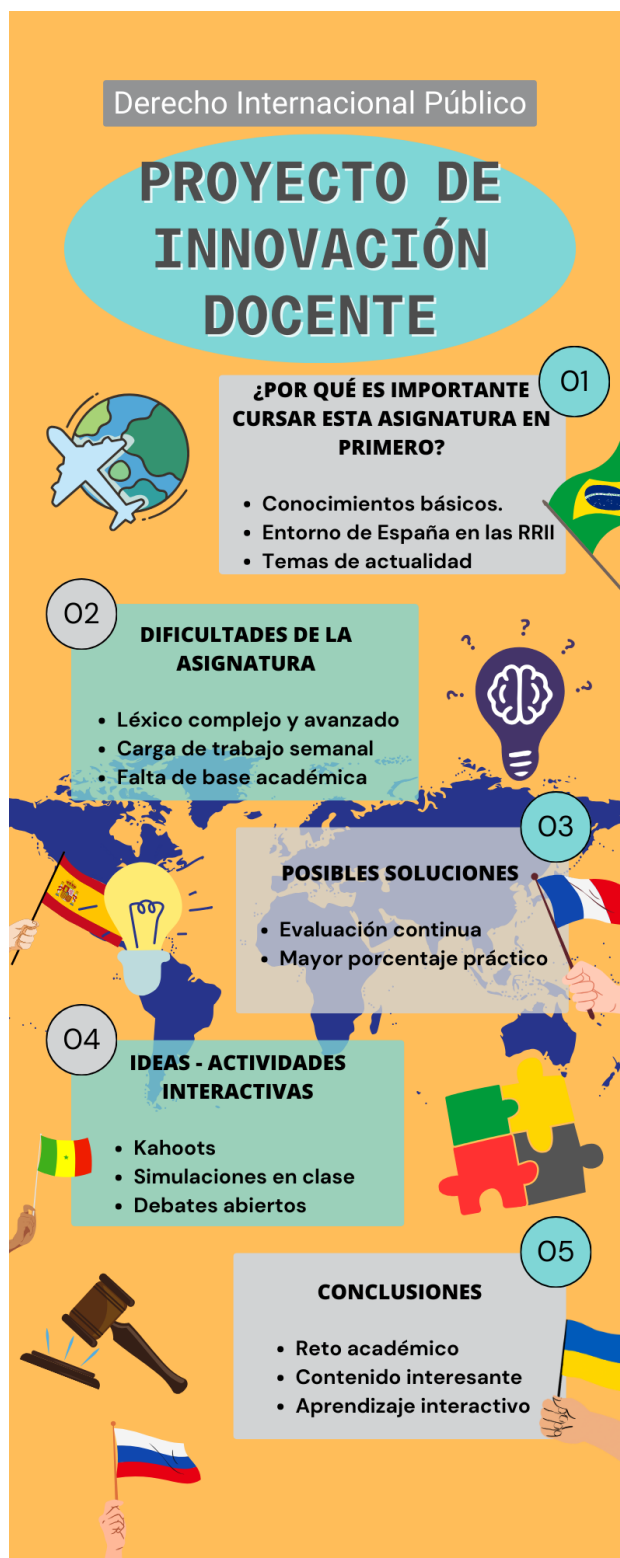 Derecho Internacional Público
PROYECTO DE
INNOVACIÓN
DOCENTE
01
¿POR QUÉ ES IMPORTANTE
CURSAR ESTA ASIGNATURA EN
PRIMERO?
• Conocimientos básicos.
• Entorno de España en las RRII
• Temas de actualidad
02
DIFICULTADES DE LA
ASIGNATURA
• Léxico complejo y avanzado
• Carga de trabajo semanal
• Falta de base académica
03
POSIBLES SOLUCIONES
• Evaluación continua
• Mayor porcentaje práctico
04
IDEAS - ACTIVIDADES
INTERACTIVAS
• Kahoots
• Simulaciones en clase
• Debates abiertos
05
CONCLUSIONES
• Reto académico
• Contenido interesante
• Aprendizaje interactivo